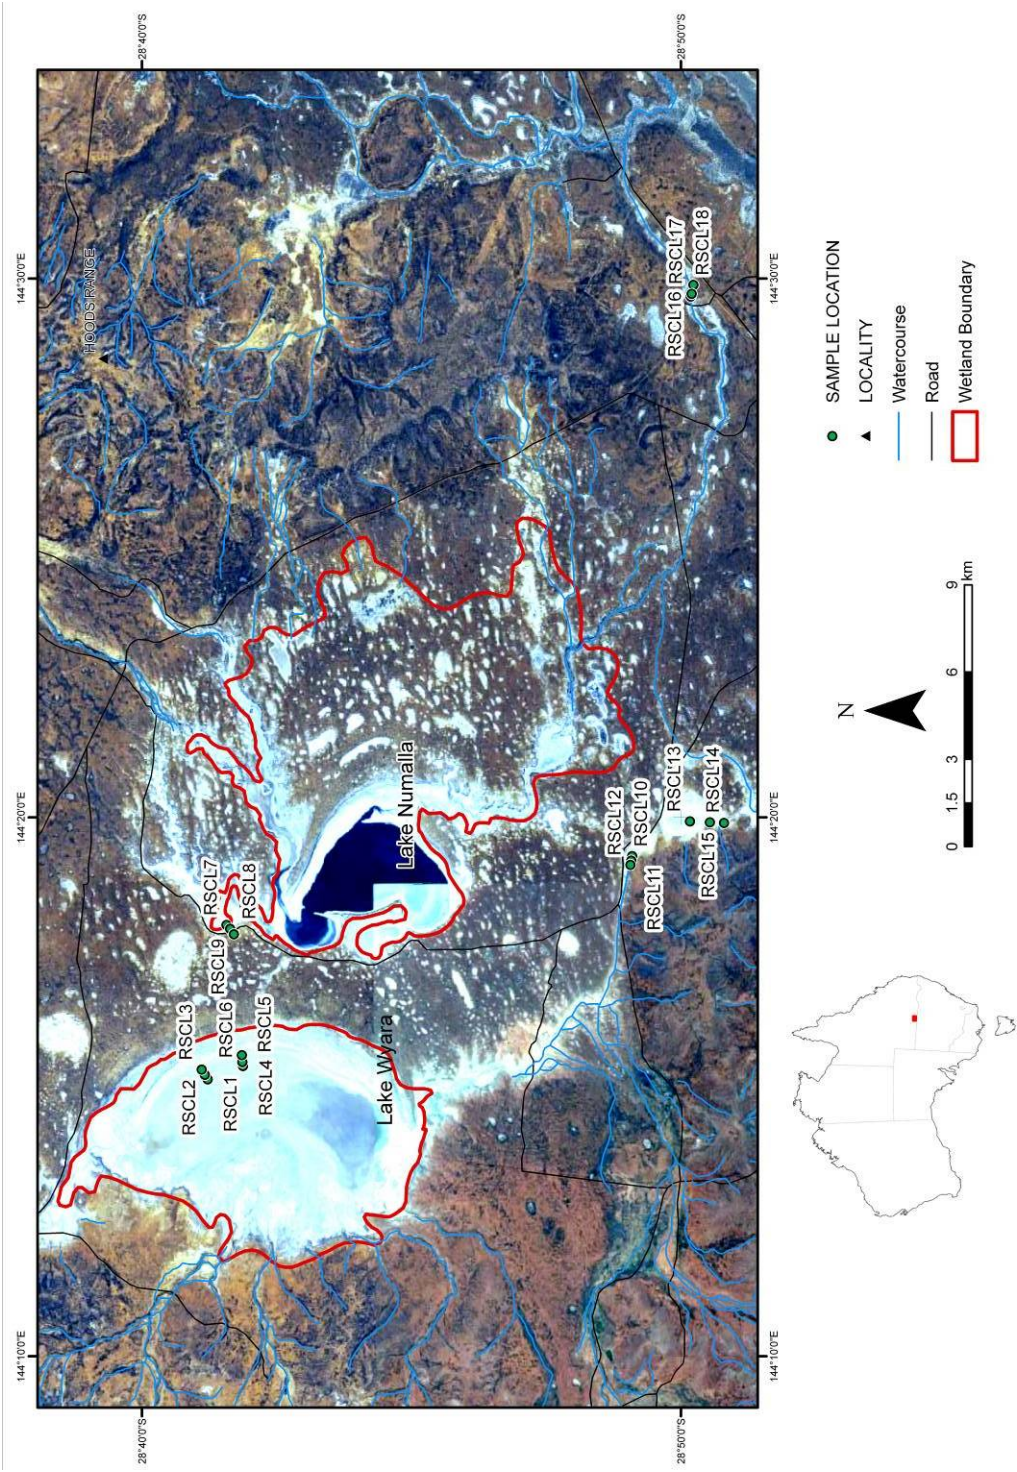 144°10'0"E
144°20'0"E
144°30'0"E
28°40'0"S
28°40'0"S
HOODS RANGE
RSCL2
RSCL3
RSCL1
RSCL6
RSCL4
RSCL5
RSCL9
RSCL7
RSCL8
Lake Wyara
Lake Numalla
RSCL11
RSCL12
RSCL10
RSCL13
RSCL15
RSCL14
RSCL16
RSCL17
RSCL18
28°50'0"S
28°50'0"S
144°10'0"E
144°20'0"E
144°30'0"E
N
0
1.5
3
6
9
km
SAMPLE LOCATION
LOCALITY
Watercourse
Road
Wetland Boundary